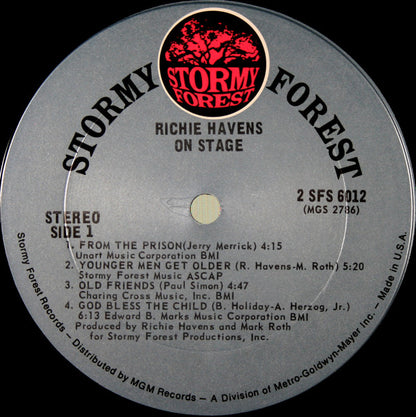 STORMY
FOREST
STORMY FOREST
RICHIE HAVENS
ON STAGE
2 SFS 6012
(MGS 2786)
STEREO
SIDE 1
1. FROM THE PRISON(Jerry Merrick) 4:15
Unart Music Corporation BMI
2. YOUNGER MEN GET OLDER (R. Havens-M. Roth) 5:20
Stormy Forest Music ASCAP
3. OLD FRIENDS (Paul Simon) 4:47
Charing Cross Music, Inc. BMI
4. GOD BLESS THE CHILD (B. Holiday-A. Herzog, Jr.)
6:13 Edward B. Marks Music Corporation BMI
Produced by Richie Havens and Mark Roth
for Stormy Forest Productions, Inc.
Stormy Forest Records – Distributed by MGM Records – A Division of Metro-Goldwyn-Mayer Inc. – Made in U.S.A.